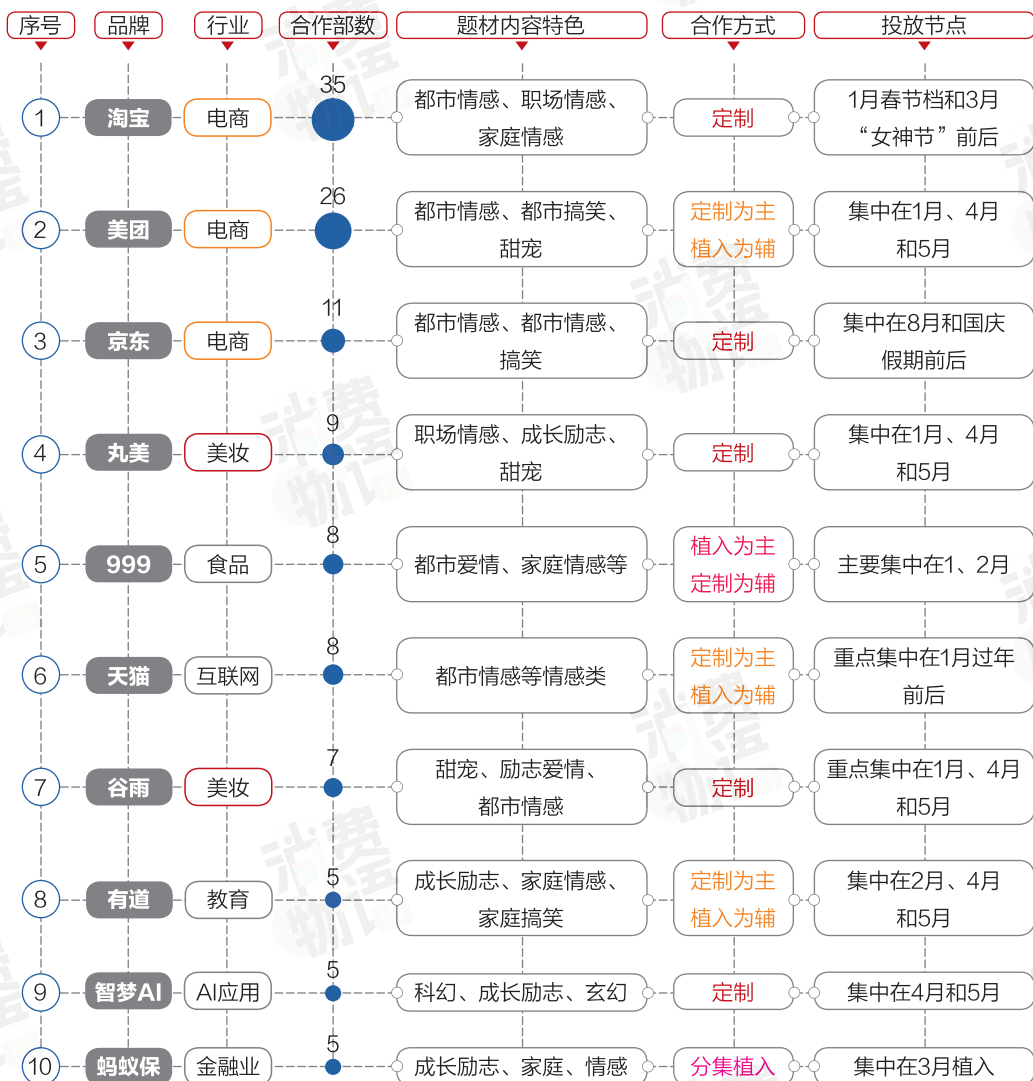 序号 品牌 行业 合作部数 题材内容特色 合作方式 投放节点
35
1 淘宝 电商 都市情感、职场情感、 家庭情感 定制 1月春节档和3月 “女神节”前后
26
2 美团 电商 都市情感、都市搞笑、 甜宠 定制为主 植入为辅 集中在1月、4月 和5月
11
3 京东 电商 都市情感、都市情感、 搞笑 定制 集中在8月和国庆 假期前后
9
4 丸美 美妆 职场情感、成长励志、 甜宠 定制 集中在1月、4月 和5月
8
5 999 食品 都市爱情、家庭情感等 植入为主 定制为辅 主要集中在1、2月
8
6 天猫 互联网 都市情感等情感类 定制为主 植入为辅 重点集中在1月过年 前后
7
7 谷雨 美妆 甜宠、励志爱情、 都市情感 定制 重点集中在1月、4月 和5月
5
8 有道 教育 成长励志、家庭情感、 家庭搞笑 定制为主 植入为辅 集中在2月、4月 和5月
5
9 智梦AI AI应用 科幻、成长励志、玄幻 定制 集中在4月和5月
5
10 蚂蚁保 金融业 成长励志、家庭、情感 分集植入 集中在3月植入